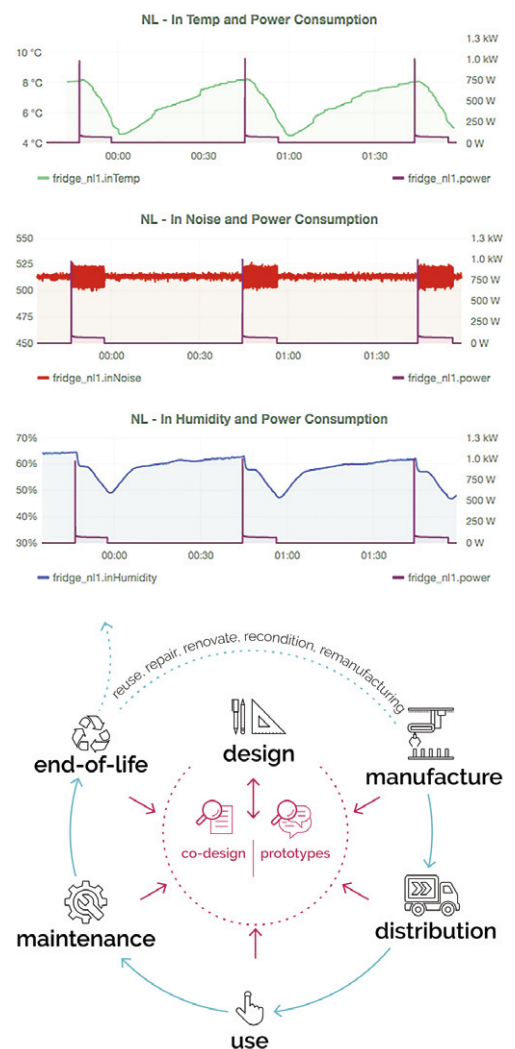 NL - In Temp and Power Consumption
10 °C
8 °C
6 °C
4 °C
1.3 kW
1.0 kW
750 W
500 W
250 W
0 W
00:00 00:30 01:00 01:30
fridge_nl1.inTemp fridge_nl1.power
NL - In Noise and Power Consumption
550
525
500
475
450
1.3 kW
1.0 kW
750 W
500 W
250 W
0 W
00:00 00:30 01:00 01:30
fridge_nl1.inNoise fridge_nl1.power
NL - In Humidity and Power Consumption
70%
60%
50%
40%
30%
1.3 kW
1.0 kW
750 W
500 W
250 W
0 W
00:00 00:30 01:00 01:30
fridge_nl1.inHumidity fridge_nl1.power
reuse, repair, renovate, recondition, remanufacturing
design
end-of-life
manufacture
co-design prototypes
maintenance
distribution
use